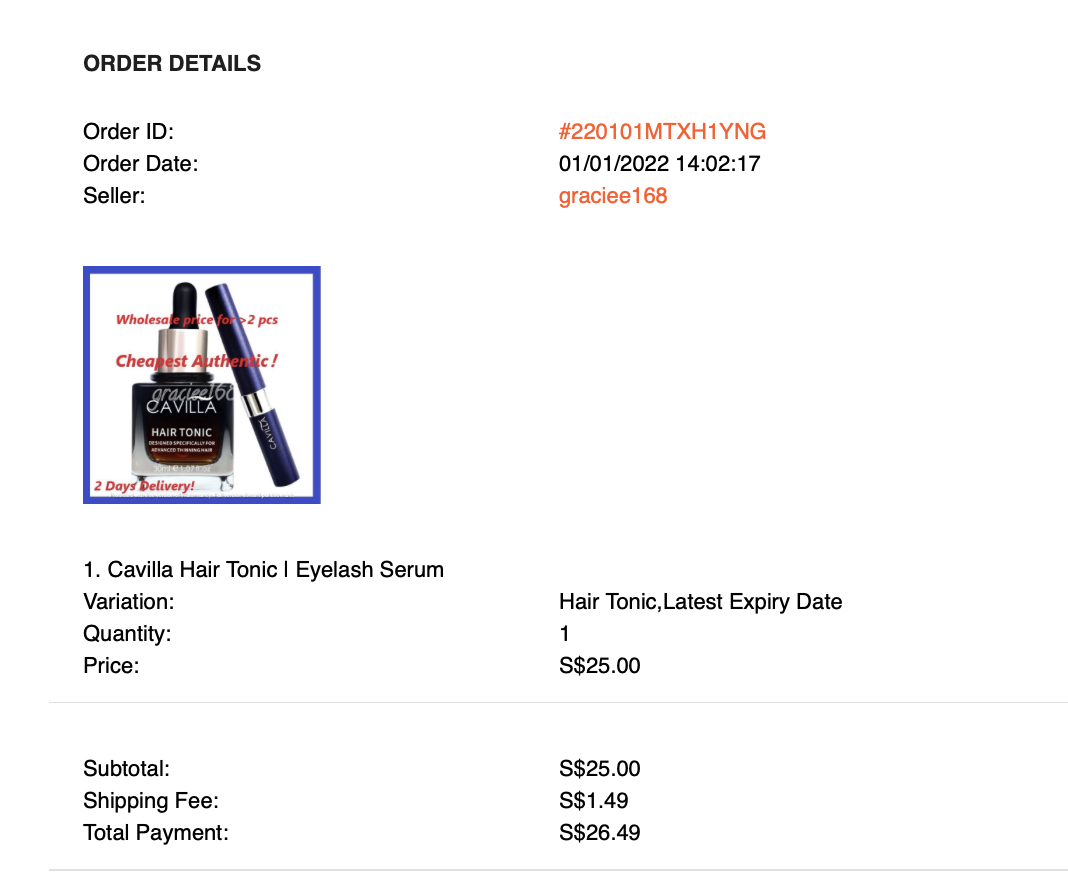 ORDER DETAILS
Order ID: #220101MTXH1YNG
Order Date: 01/01/2022 14:02:17
Seller: graciee168
Wholesale price for >2 pcs
Cheapest Authentic !
graciee168
CAVILLA
HAIR TONIC
DESIGNED SPECIFICALLY FOR
ADVANCED THINNING HAIR
30ml e 1.07fl.oz
CAVILLA
2 Days Delivery!
1. Cavilla Hair Tonic | Eyelash Serum
Variation: Hair Tonic,Latest Expiry Date
Quantity: 1
Price: S$25.00
Subtotal: S$25.00
Shipping Fee: S$1.49
Total Payment: S$26.49